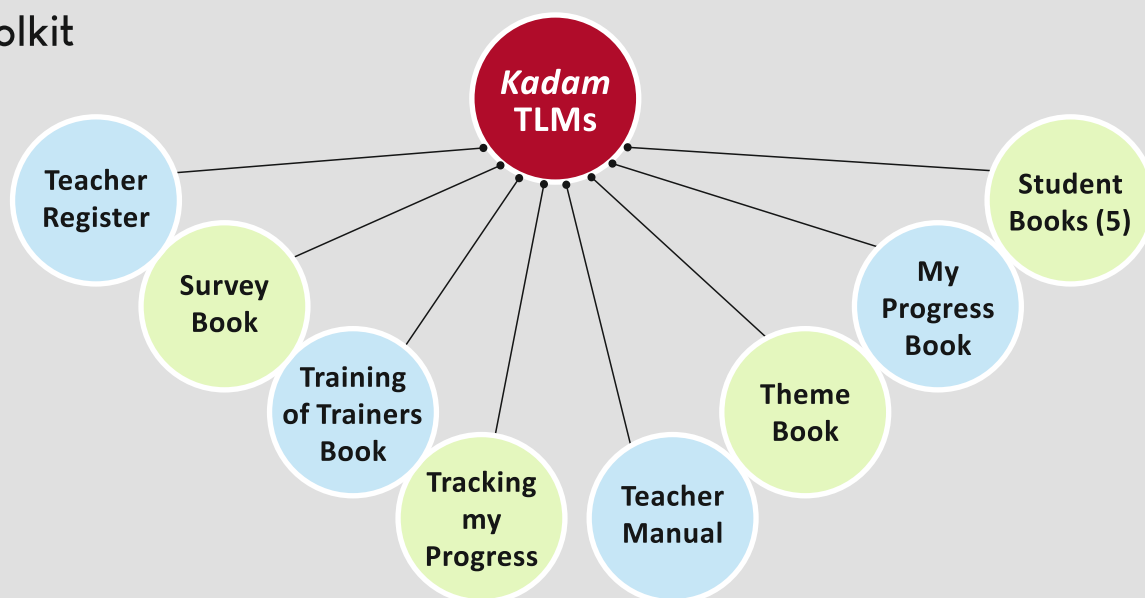 olkit
Kadam
TLMs
Teacher
Register
Survey
Book
Training
of Trainers
Book
Tracking
my
Progress
Teacher
Manual
Theme
Book
My
Progress
Book
Student
Books (5)